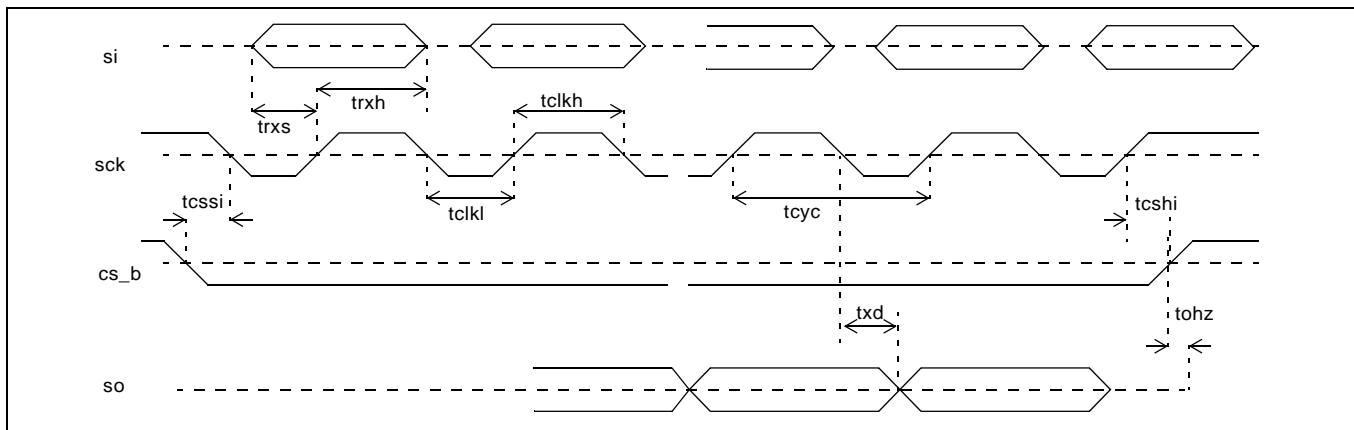 si
trxs
trxh
tclkh
sck
tcssi
tclkl
tcyc
tcshi
cs_b
txd
tohz
so